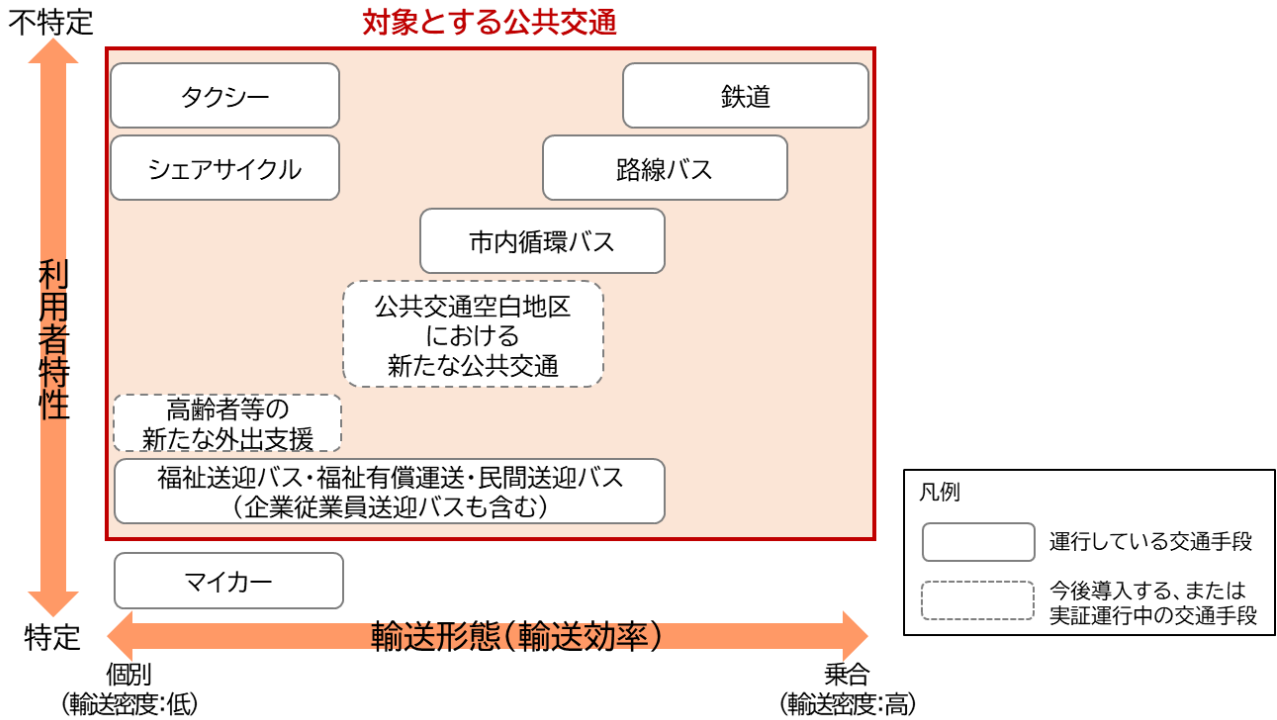 不特定
対象とする公共交通
タクシー
鉄道
シェアサイクル
路線バス
市内循環バス
公共交通空白地区
における
新たな公共交通
利用者特性
高齢者等の
新たな外出支援
福祉送迎バス・福祉有償運送・民間送迎バス
（企業従業員送迎バスも含む）
マイカー
特定
輸送形態（輸送効率）
個別
（輸送密度：低）
乗合
（輸送密度：高）
凡例
運行している交通手段
今後導入する、または
実証運行中の交通手段